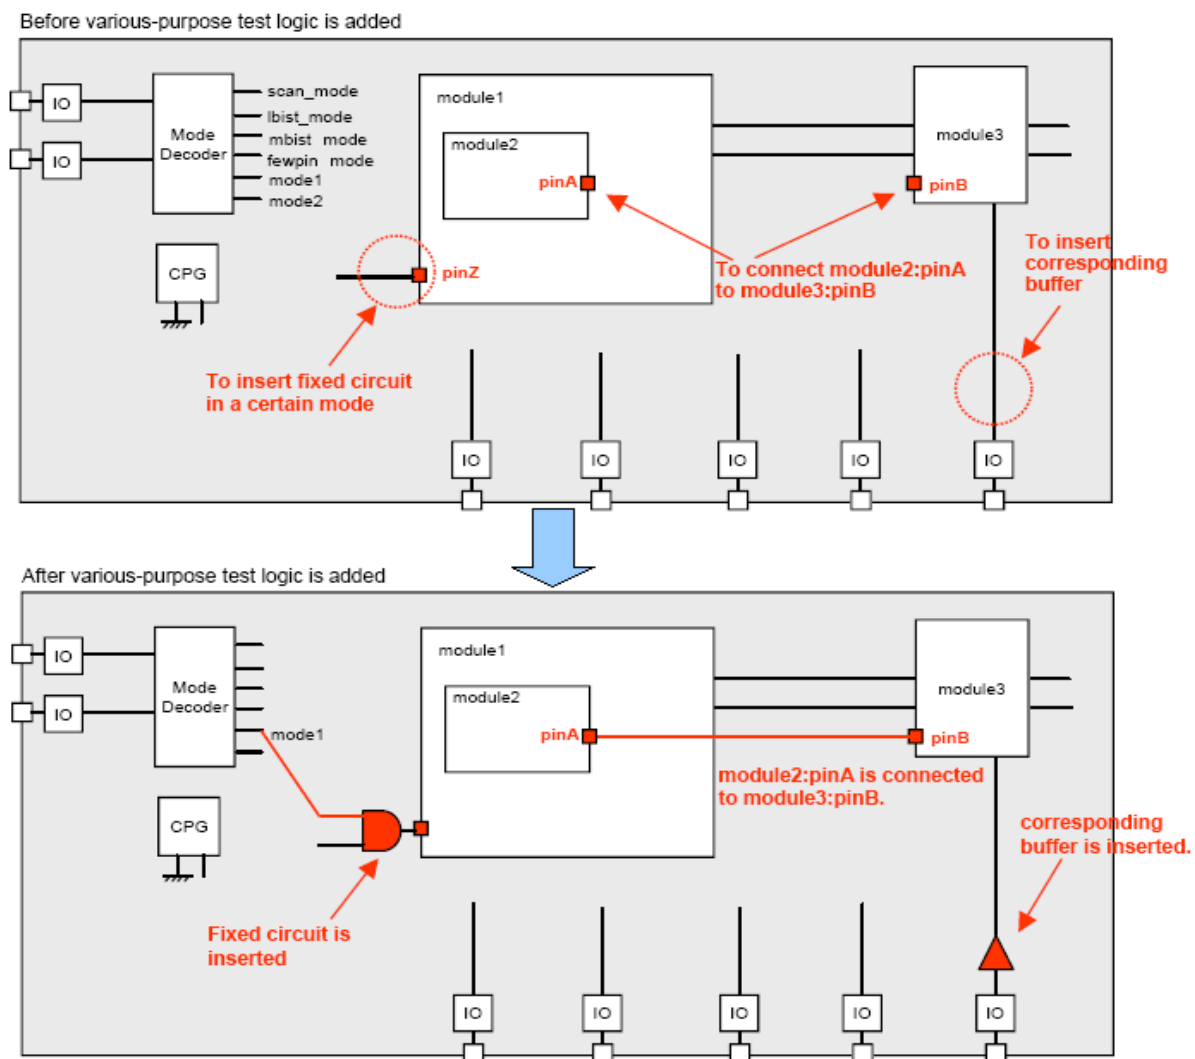 Before various-purpose test logic is added
IO
IO
Mode
Decoder
scan_mode
lbist_mode
mbist mode
fewpin mode
mode1
mode2
CPG
module1
module2
pinA
pinZ
module3
pinB
To connect module2:pinA
to module3:pinB
To insert
corresponding
buffer
To insert fixed circuit
in a certain mode
IO
IO
IO
IO
IO
After various-purpose test logic is added
IO
IO
Mode
Decoder
mode1
CPG
module1
module2
pinA
module3
pinB
module2:pinA is connected
to module3:pinB.
corresponding
buffer is inserted.
Fixed circuit is
inserted
IO
IO
IO
IO
IO